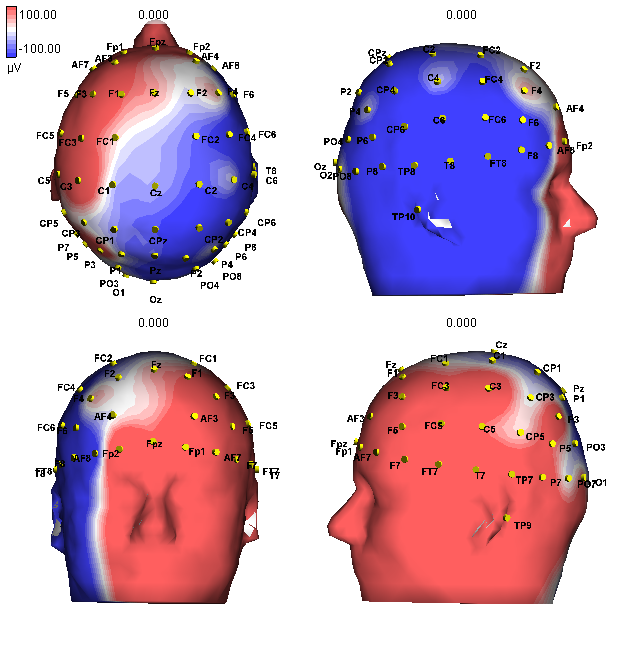 100.00
-100.00
µV
0.000
Fp1 Fpz Fp2
AF7 AF4 AF8
F5 F3 F1 Fz F2 F4 F6
FC5 FC3 FC1 FC2 FC4 FC6
T8
C5 C3 C1 Cz C2 C4 C6
CP5 CP3 CP1 CPz CP2 CP4 CP6
P7 P5 P3 P1 Pz P2 P4 P6 P8
PO3 PO4 PO8
O1 Oz
0.000
CPz C2 FC2
CP2 F2
P2 CP4 C4 FC4 F4
P4 AF4
PO4 P6 CP6 C6 FC6 F6
AF8 Fp2
Oz O2 PO8 P8 TP8 T8 FT8 F8
TP10
0.000
FC2 Fz FC1
F2 F1
FC4 FC3
F4 F3
FC6 F6 AF4 AF3 F5 FC5
Fpz
AF8 Fp2 Fp1 AF7
FT8 T8 F8 F7 FT7 T7
0.000
Cz
Fz FC1 C1
F1 CP1
F3 FC3 C3 CP3 Pz P1
AF3 F5 FC5 C5 CP5 P3
Fpz Fp1 AF7 P5 PO3
F7 FT7 T7 TP7 P7 PO7 O1
TP9